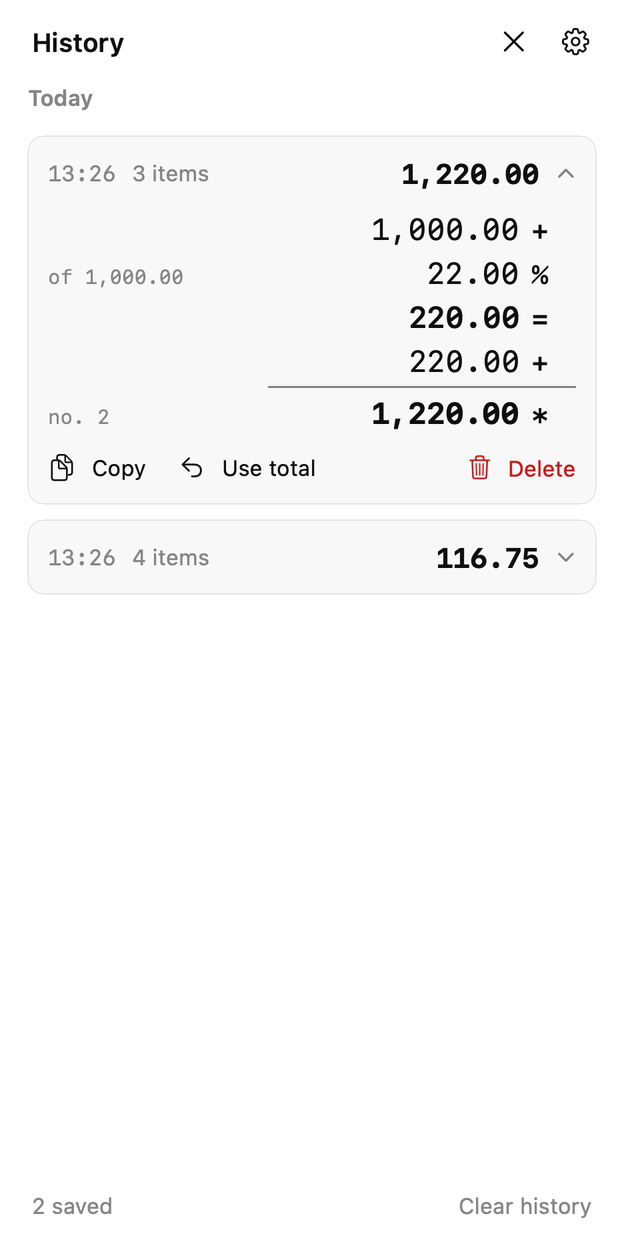 History
Today
13:26 3 items 1,220.00
1,000.00 +
of 1,000.00 22.00 %
220.00 =
220.00 +
no. 2 1,220.00 *
Copy Use total Delete
13:26 4 items 116.75
2 saved Clear history